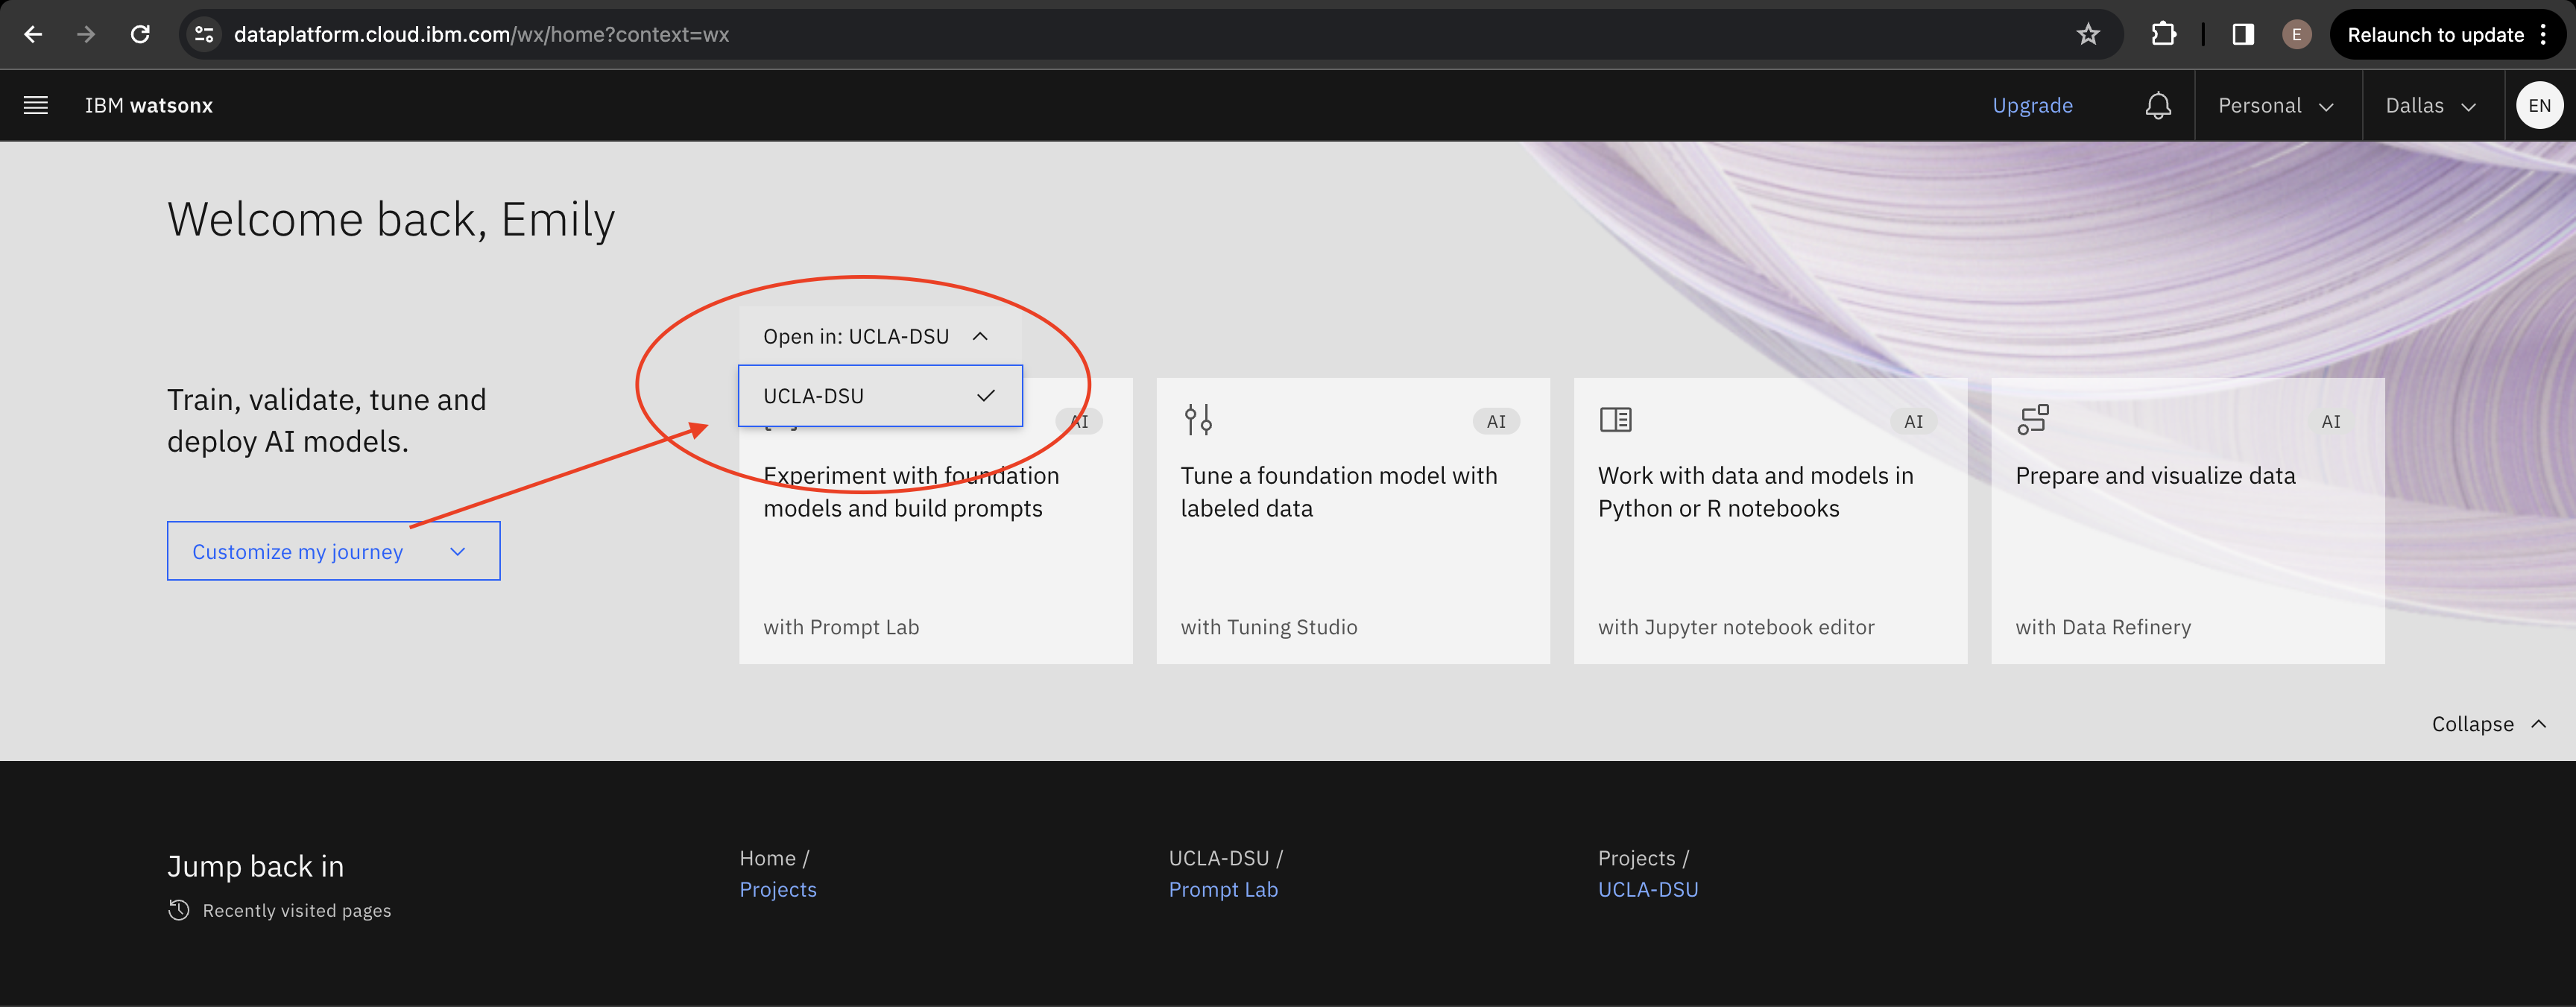 dataplatform.cloud.ibm.com/wx/home?context=wx
E
Relaunch to update
IBM watsonx
Upgrade
Personal
Dallas
EN
Welcome back, Emily
Train, validate, tune and
deploy AI models.
Customize my journey
Open in: UCLA-DSU
UCLA-DSU
AI
Experiment with foundation
models and build prompts
with Prompt Lab
AI
Tune a foundation model with
labeled data
with Tuning Studio
AI
Work with data and models in
Python or R notebooks
with Jupyter notebook editor
AI
Prepare and visualize data
with Data Refinery
Collapse
Jump back in
Recently visited pages
Home /
Projects
UCLA-DSU /
Prompt Lab
Projects /
UCLA-DSU